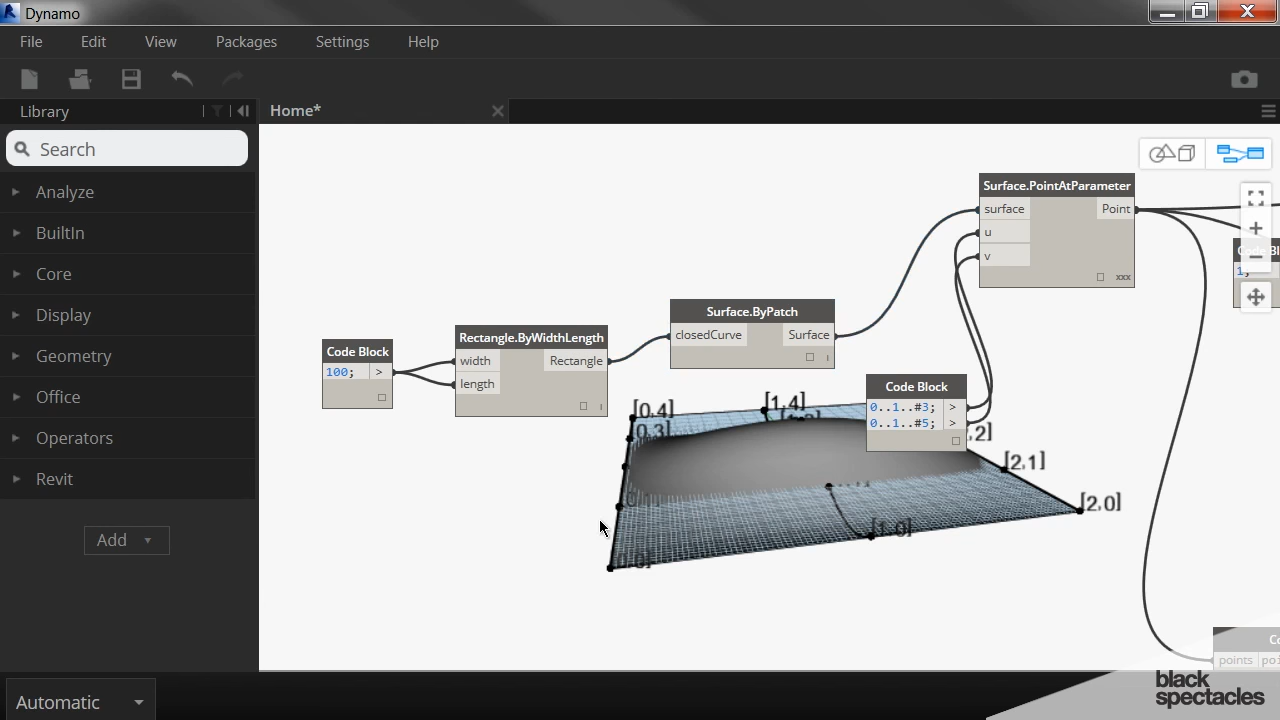 Dynamo
File Edit View Packages Settings Help
Library
Home*
Search
Analyze
BuiltIn
Core
Display
Geometry
Office
Operators
Revit
Add
Automatic
Code Block
100; >
Rectangle.ByWidthLength
width Rectangle
length
Surface.ByPatch
closedCurve Surface
Code Block
0..1..#3; >
0..1..#5; >
Surface.PointAtParameter
surface Point
u
v
xxx
1;
[0,4]
[1,4]
[0,3]
[2,1]
[2,0]
[1,0]
points
black
spectacles